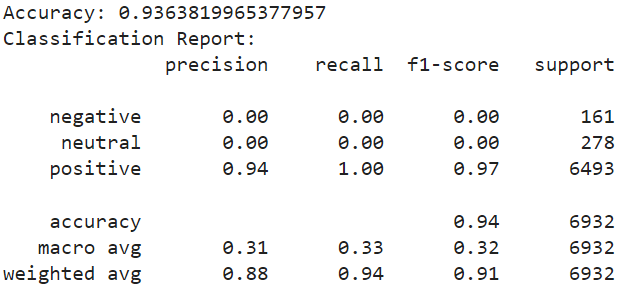 Accuracy: 0.9363819965377957
Classification Report:
precision recall f1-score support
negative 0.00 0.00 0.00 161
neutral 0.00 0.00 0.00 278
positive 0.94 1.00 0.97 6493
accuracy 0.94 6932
macro avg 0.31 0.33 0.32 6932
weighted avg 0.88 0.94 0.91 6932